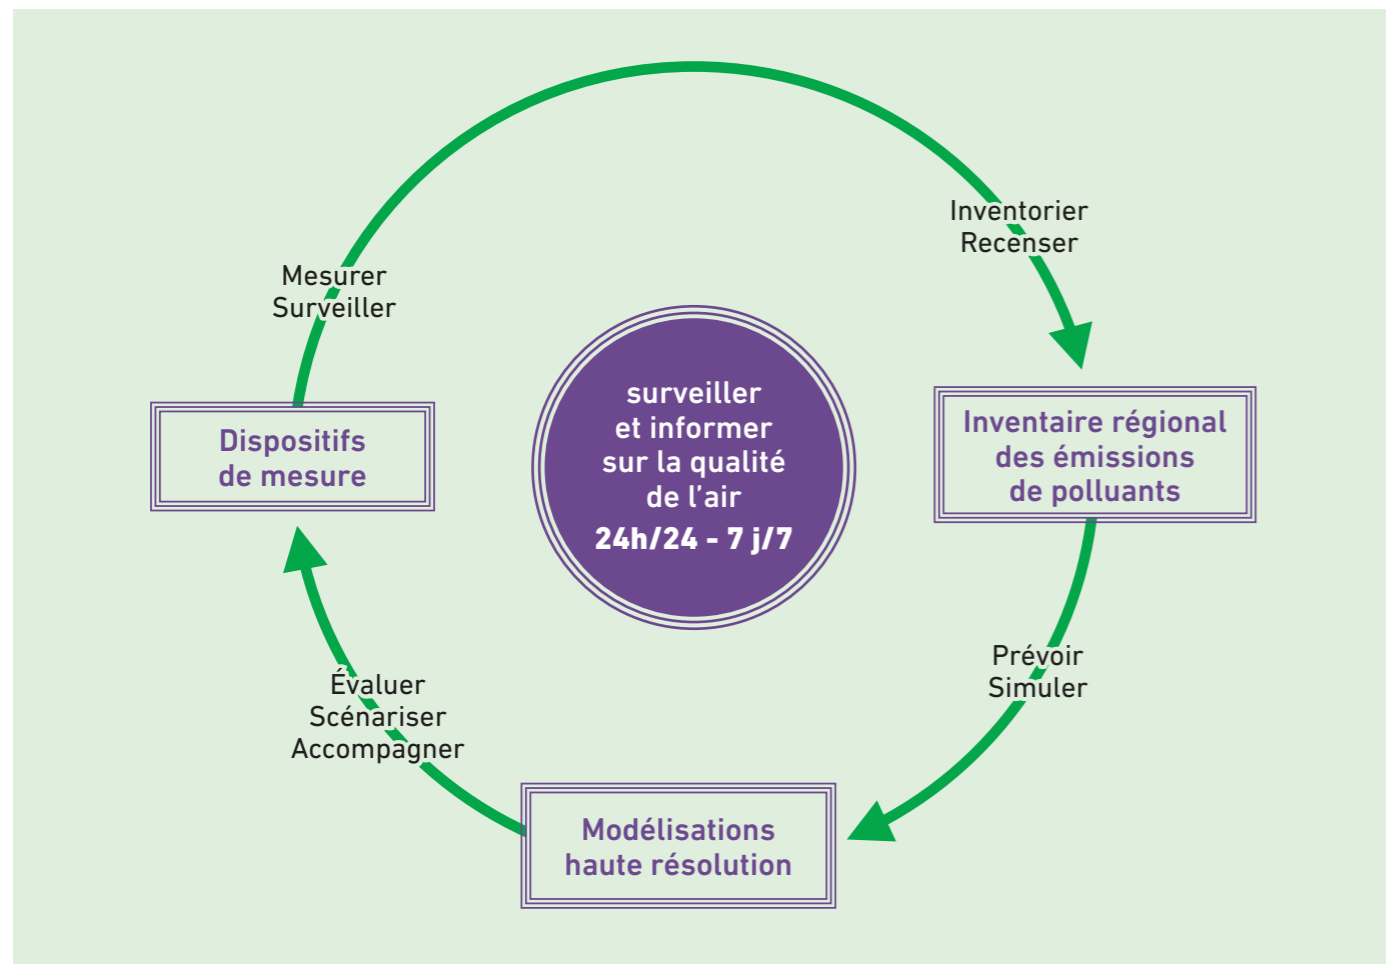 Inventorier
Recenser
Mesurer
Surveiller
surveiller
et informer
sur la qualité
de l’air
24h/24 - 7 j/7
Dispositifs
de mesure
Inventaire régional
des émissions
de polluants
Prévoir
Simuler
Évaluer
Scénariser
Accompagner
Modélisations
haute résolution